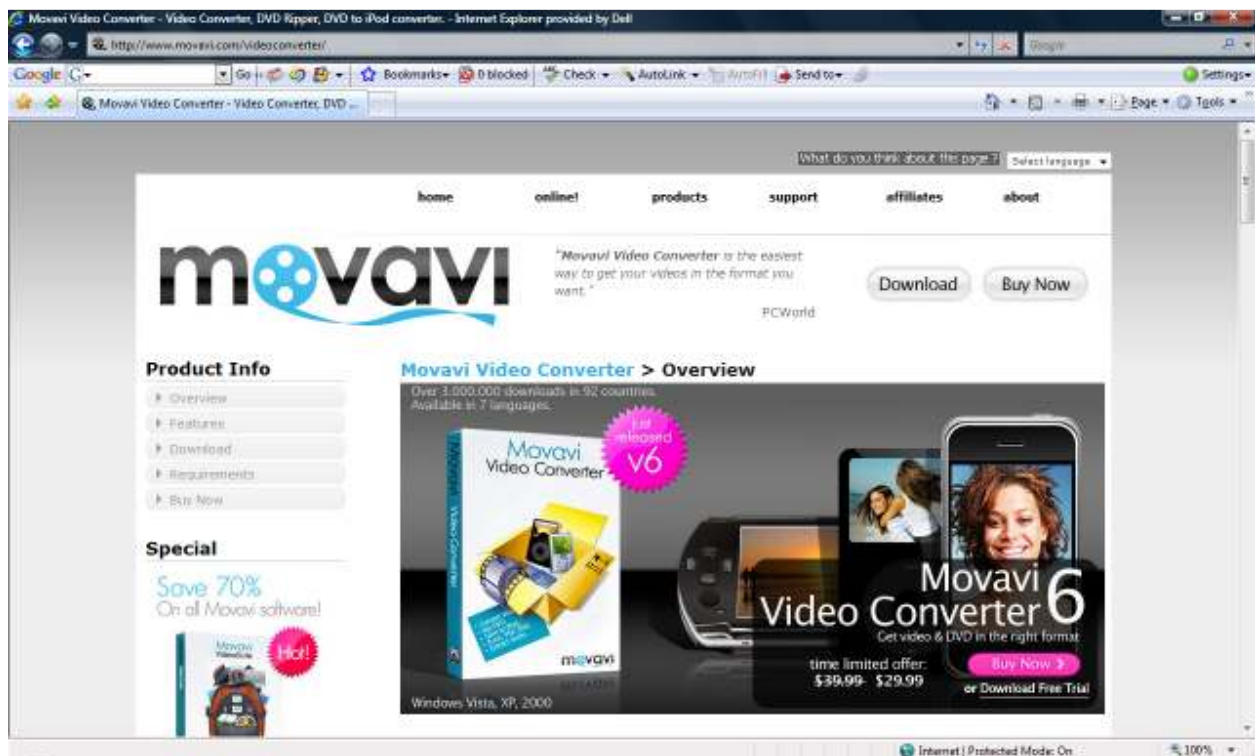 Movavi Video Converter - Video Converter, DVD Ripper, DVD to iPod converter. - Internet Explorer provided by Dell
http://www.movavi.com/videoconverter/
Google
Google G Go Bookmarks 0 blocked Check AutoLink AutoFill Send to Settings
Movavi Video Converter - Video Converter, DVD ...
Page Tools
What do you think about this page ? Select language
home online! products support affiliates about
movavi
"Movavi Video Converter is the easiest
way to get your videos in the format you
want."
PCWorld
Download Buy Now
Product Info
Overview
Features
Download
Requirements
Buy Now
Special
Save 70%
On all Movavi software!
Movavi
VideoSuite
Hot!
Movavi Video Converter > Overview
Over 3,000,000 downloads in 92 countries.
Available in 7 languages.
just
released
v6
Movavi
Video Converter
Movavi Video Converter
movavi
Windows Vista, XP, 2000
Movavi
Video Converter 6
Get video & DVD in the right format
time limited offer:
$39.99 $29.99
Buy Now >
or Download Free Trial
Internet | Protected Mode: On 100%